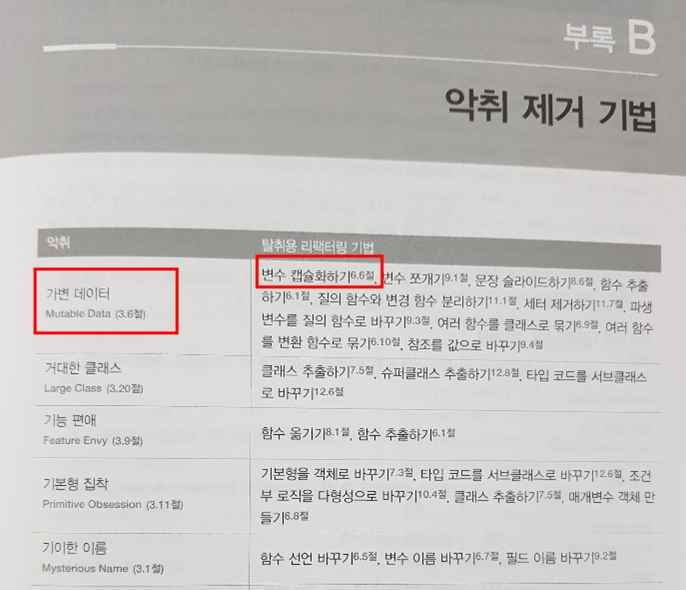 부록 B
악취 제거 기법
악취
탈취용 리팩터링 기법
가변 데이터
Mutable Data (3.6절)
변수 캡슐화하기6.6절, 변수 쪼개기9.1절, 문장 슬라이드하기8.6절, 함수 추출
하기6.1절, 질의 함수와 변경 함수 분리하기11.1절, 세터 제거하기11.7절, 파생
변수를 질의 함수로 바꾸기9.3절, 여러 함수를 클래스로 묶기6.9절, 여러 함수
를 변환 함수로 묶기6.10절, 참조를 값으로 바꾸기9.4절
거대한 클래스
Large Class (3.20절)
클래스 추출하기7.5절, 슈퍼클래스 추출하기12.8절, 타입 코드를 서브클래스
로 바꾸기12.6절
기능 편애
Feature Envy (3.9절)
함수 옮기기8.1절, 함수 추출하기6.1절
기본형 집착
Primitive Obsession (3.11절)
기본형을 객체로 바꾸기7.3절, 타입 코드를 서브클래스로 바꾸기12.6절, 조건
부 로직을 다형성으로 바꾸기10.4절, 클래스 추출하기7.5절, 매개변수 객체 만
들기6.8절
기이한 이름
Mysterious Name (3.1절)
함수 선언 바꾸기6.5절, 변수 이름 바꾸기6.7절, 필드 이름 바꾸기9.2절